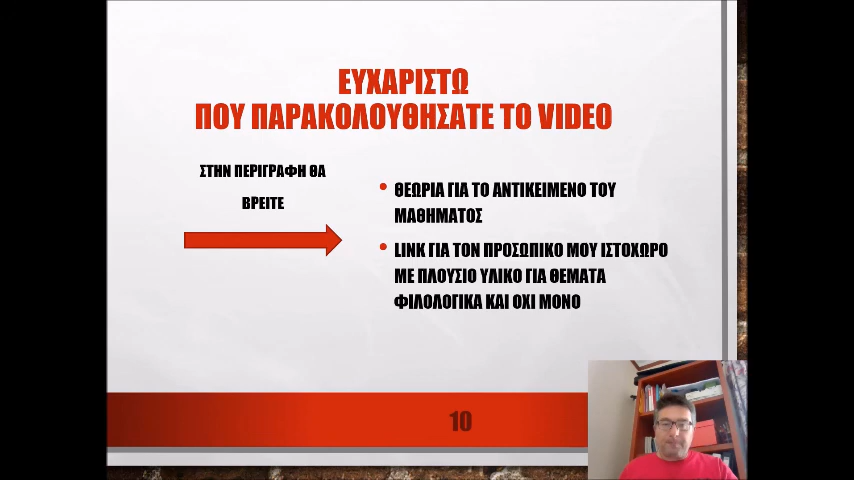 ΕΥΧΑΡΙΣΤΩ
ΠΟΥ ΠΑΡΑΚΟΛΟΥΘΗΣΑΤΕ ΤΟ VIDEO
ΣΤΗΝ ΠΕΡΙΓΡΑΦΗ ΘΑ
ΒΡΕΙΤΕ
• ΘΕΩΡΙΑ ΓΙΑ ΤΟ ΑΝΤΙΚΕΙΜΕΝΟ ΤΟΥ
ΜΑΘΗΜΑΤΟΣ
• LINK ΓΙΑ ΤΟΝ ΠΡΟΣΩΠΙΚΟ ΜΟΥ ΙΣΤΟΧΩΡΟ
ΜΕ ΠΛΟΥΣΙΟ ΥΛΙΚΟ ΓΙΑ ΘΕΜΑΤΑ
ΦΙΛΟΛΟΓΙΚΑ ΚΑΙ ΟΧΙ ΜΟΝΟ
10